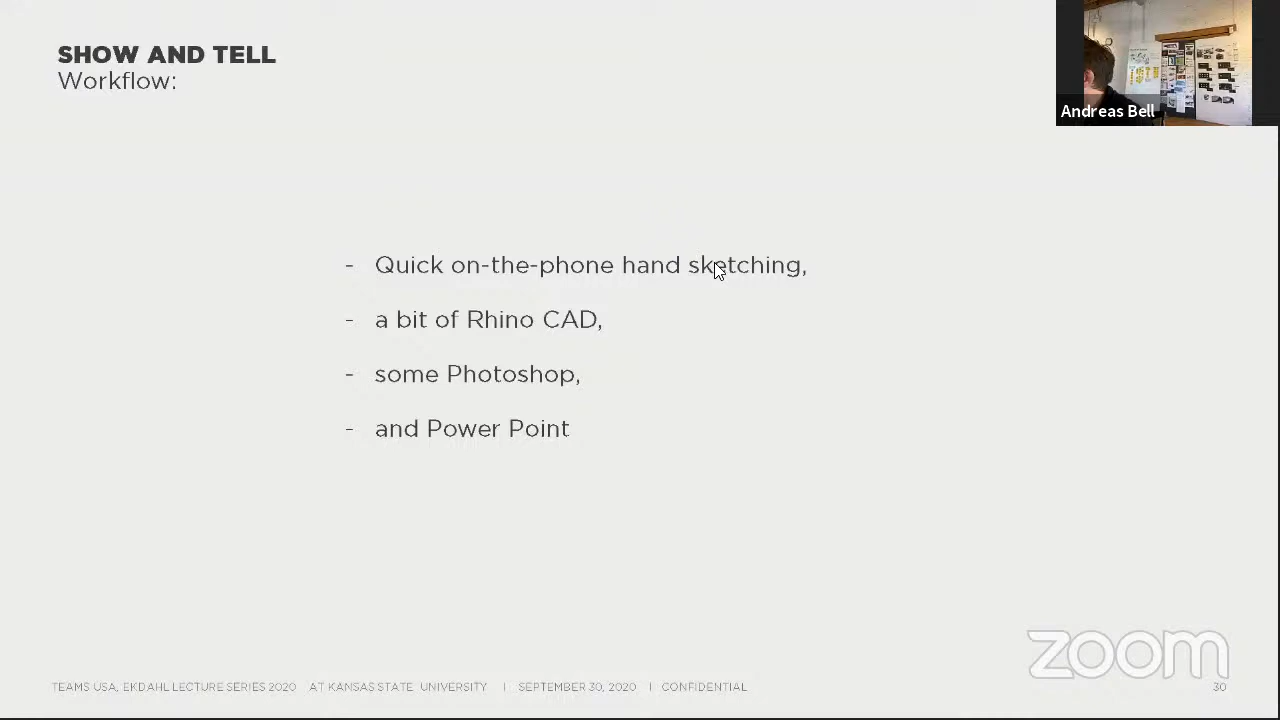 SHOW AND TELL
Workflow:
Andreas Bell
- Quick on-the-phone hand sketching,
- a bit of Rhino CAD,
- some Photoshop,
- and Power Point
zoom
TEAMS USA, EKDAHL LECTURE SERIES 2020 AT KANSAS STATE UNIVERSITY | SEPTEMBER 30, 2020 | CONFIDENTIAL 30